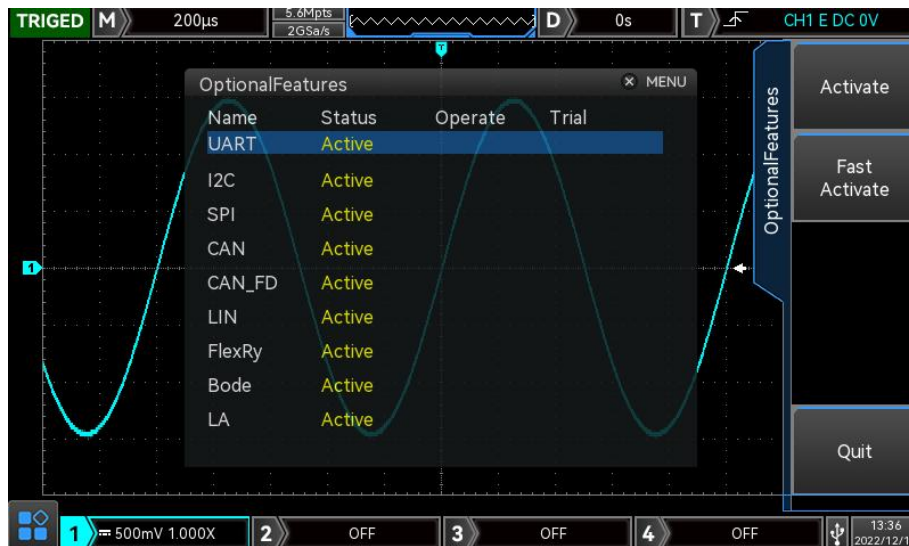 TRIGED M 200μs 5.6Mpts D 0s T CH1 E DC 0V
2GSa/s
T
OptionalFeatures MENU
Name Status Operate Trial
UART Active
I2C Active
SPI Active
CAN Active
CAN_FD Active
LIN Active
FlexRy Active
Bode Active
LA Active
1
OptionalFeatures
Activate
Fast
Activate
Quit
1 500mV 1.000X 2 OFF 3 OFF 4 OFF
13:36